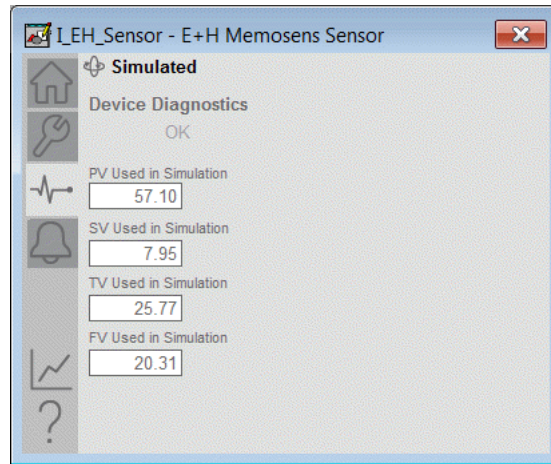 I_EH_Sensor - E+H Memosens Sensor
Simulated
Device Diagnostics
OK
PV Used in Simulation
57.10
SV Used in Simulation
7.95
TV Used in Simulation
25.77
FV Used in Simulation
20.31
?